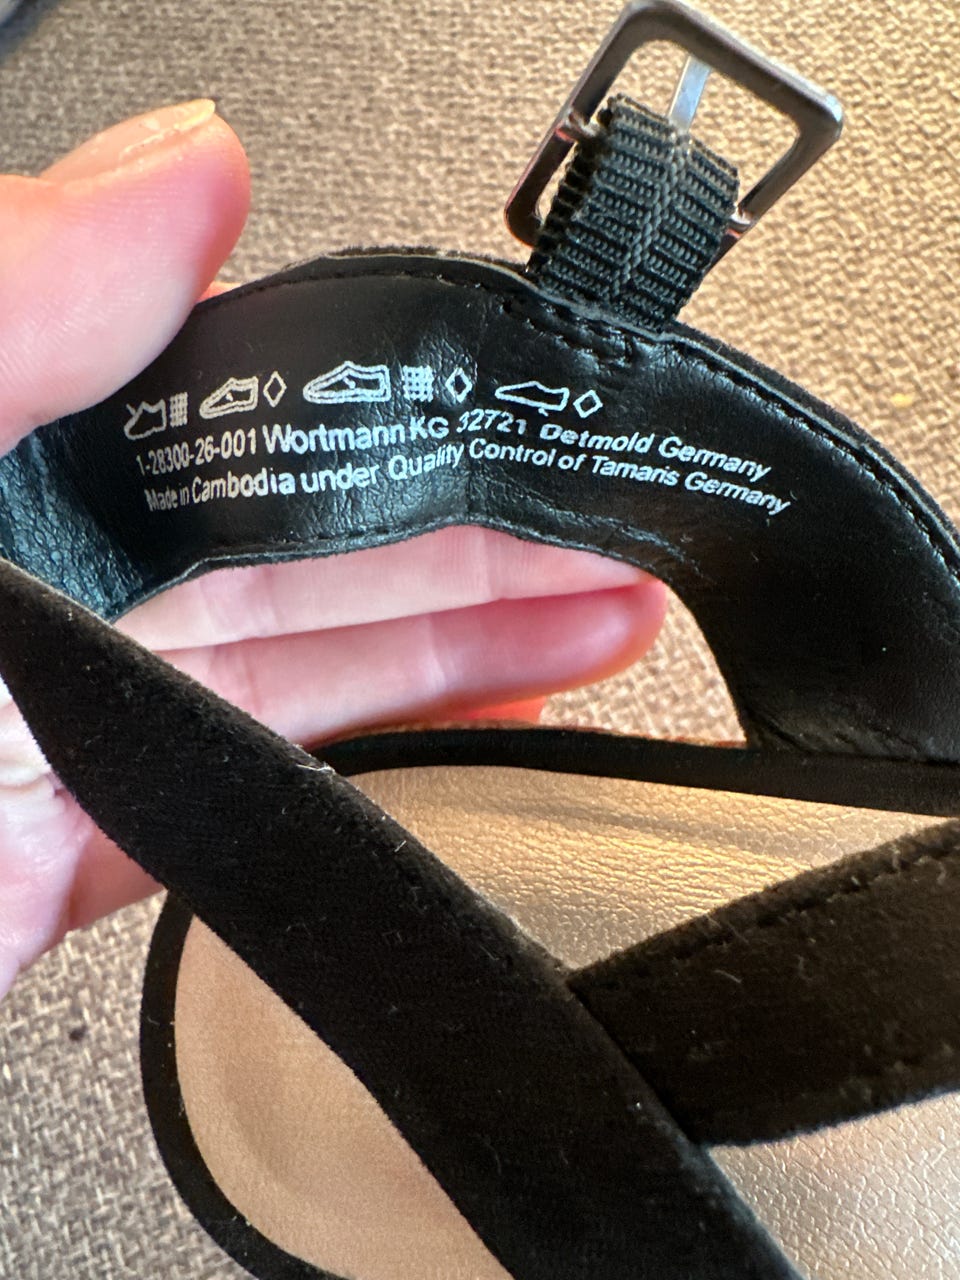 1-28300-26-001 Wortmann KG 32721 Detmold Germany
Made in Cambodia under Quality Control of Tamaris Germany